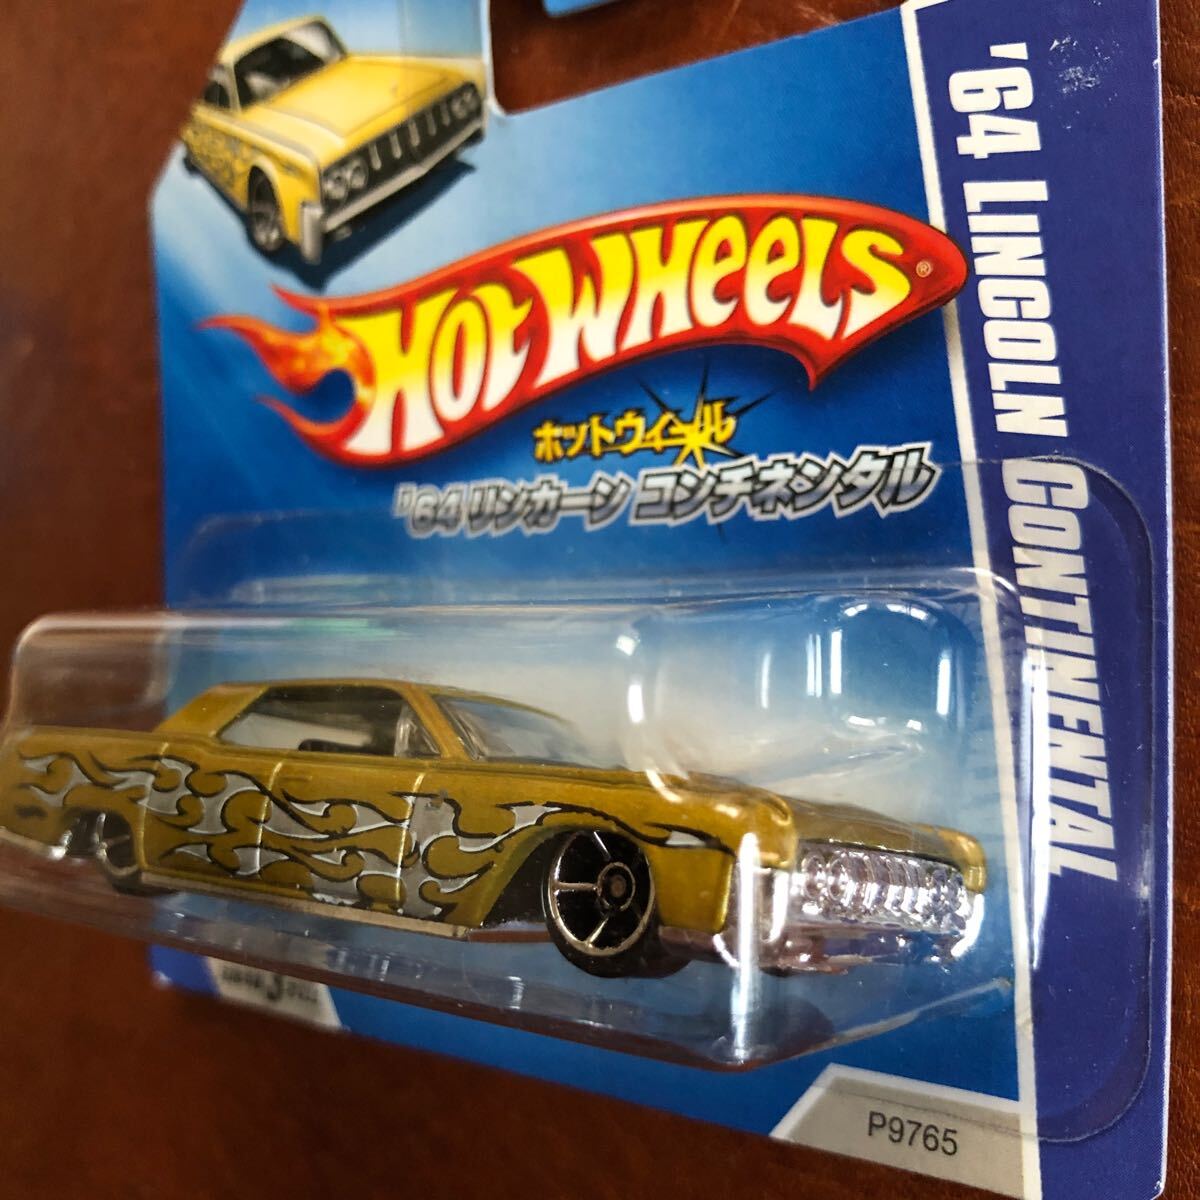 HOT WHEELS®
ホットウィール
'64 リンカーン コンチネンタル
'64 LINCOLN CONTINENTAL
P9765